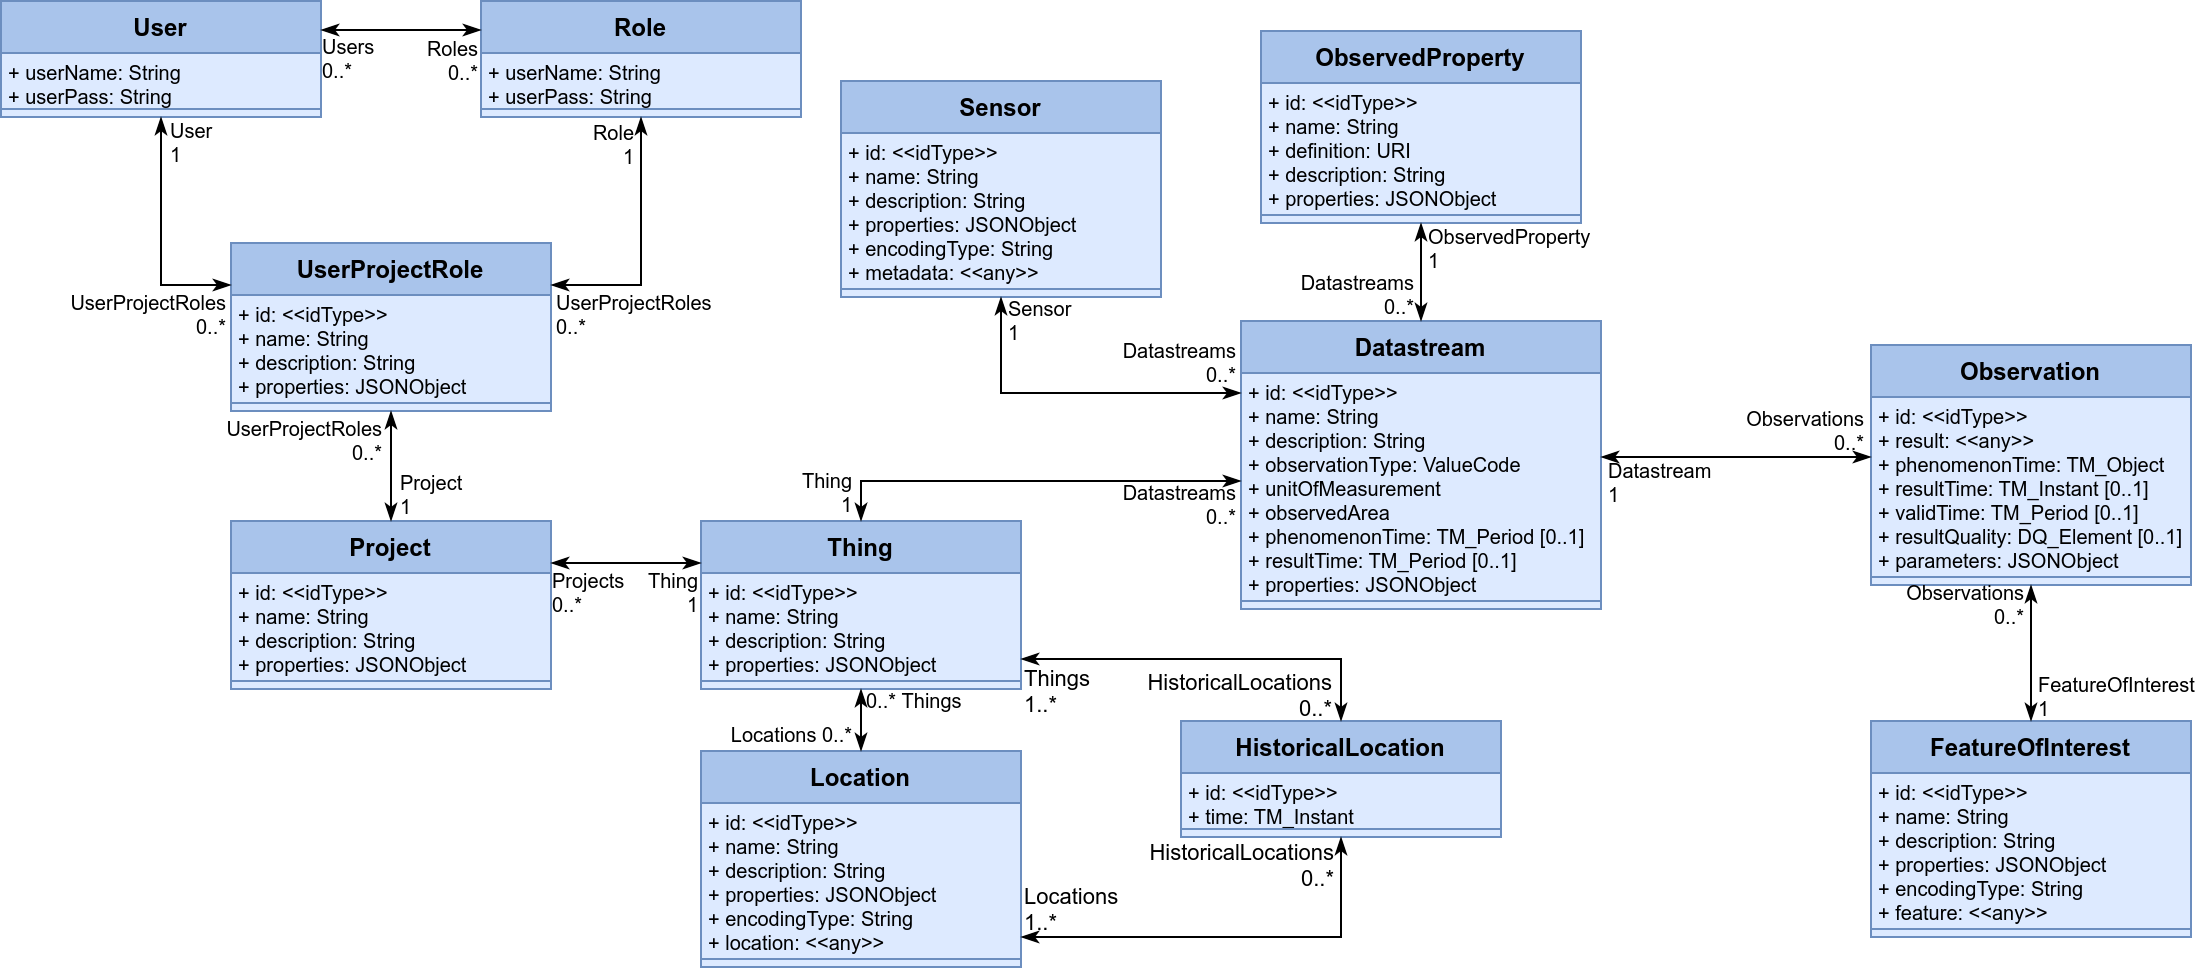 User
+ userName: String
+ userPass: String
Users
0..*
Roles
0..*
Role
+ userName: String
+ userPass: String
User
1
Role
1
UserProjectRoles
0..*
UserProjectRole
+ id: <<idType>>
+ name: String
+ description: String
+ properties: JSONObject
UserProjectRoles
0..*
UserProjectRoles
0..*
Project
1
Project
+ id: <<idType>>
+ name: String
+ description: String
+ properties: JSONObject
Projects
0..*
Thing
1
Sensor
+ id: <<idType>>
+ name: String
+ description: String
+ properties: JSONObject
+ encodingType: String
+ metadata: <<any>>
Sensor
1
Datastreams
0..*
ObservedProperty
+ id: <<idType>>
+ name: String
+ definition: URI
+ description: String
+ properties: JSONObject
ObservedProperty
1
Datastreams
0..*
Datastream
+ id: <<idType>>
+ name: String
+ description: String
+ observationType: ValueCode
+ unitOfMeasurement
+ observedArea
+ phenomenonTime: TM_Period [0..1]
+ resultTime: TM_Period [0..1]
+ properties: JSONObject
Thing
1
Datastreams
0..*
Thing
+ id: <<idType>>
+ name: String
+ description: String
+ properties: JSONObject
Things
1..*
HistoricalLocations
0..*
0..* Things
Locations 0..*
Location
+ id: <<idType>>
+ name: String
+ description: String
+ properties: JSONObject
+ encodingType: String
+ location: <<any>>
HistoricalLocation
+ id: <<idType>>
+ time: TM_Instant
HistoricalLocations
0..*
Locations
1..*
Observations
0..*
Datastream
1
Observation
+ id: <<idType>>
+ result: <<any>>
+ phenomenonTime: TM_Object
+ resultTime: TM_Instant [0..1]
+ validTime: TM_Period [0..1]
+ resultQuality: DQ_Element [0..1]
+ parameters: JSONObject
Observations
0..*
FeatureOfInterest
1
FeatureOfInterest
+ id: <<idType>>
+ name: String
+ description: String
+ properties: JSONObject
+ encodingType: String
+ feature: <<any>>